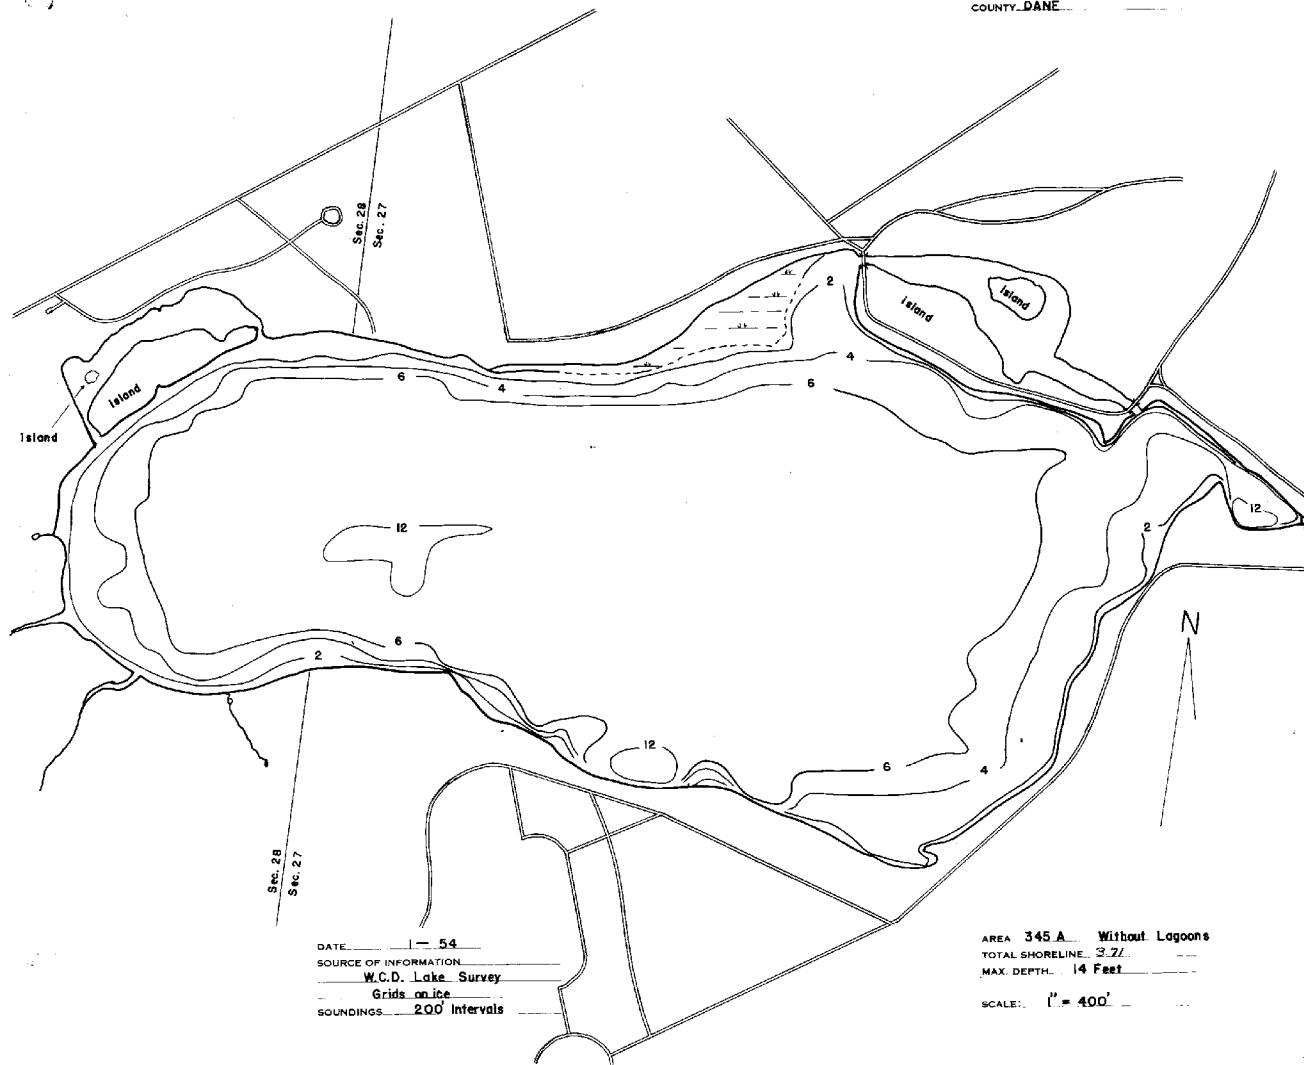 COUNTY DANE
Sec. 28
Sec. 27
2
Island
Island
4
6
6
4
Island
Island
12
12
2
N
6
2
12
6
4
Sec. 28
Sec. 27
DATE 1 — 54
SOURCE OF INFORMATION
W.C.D. Lake Survey
Grids on ice
SOUNDINGS 200' Intervals
AREA 345 A Without Lagoons
TOTAL SHORELINE 3.71
MAX. DEPTH 14 Feet
SCALE: 1" = 400'